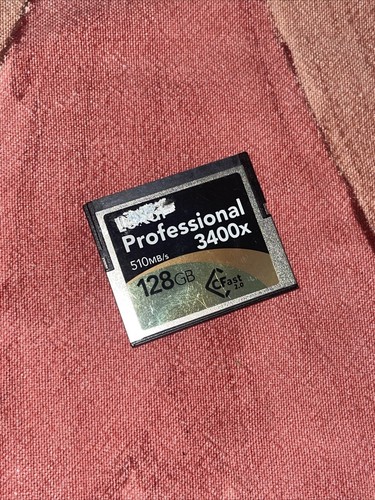 Professional
3400x
510MB/s
128GB
CFast
2.0